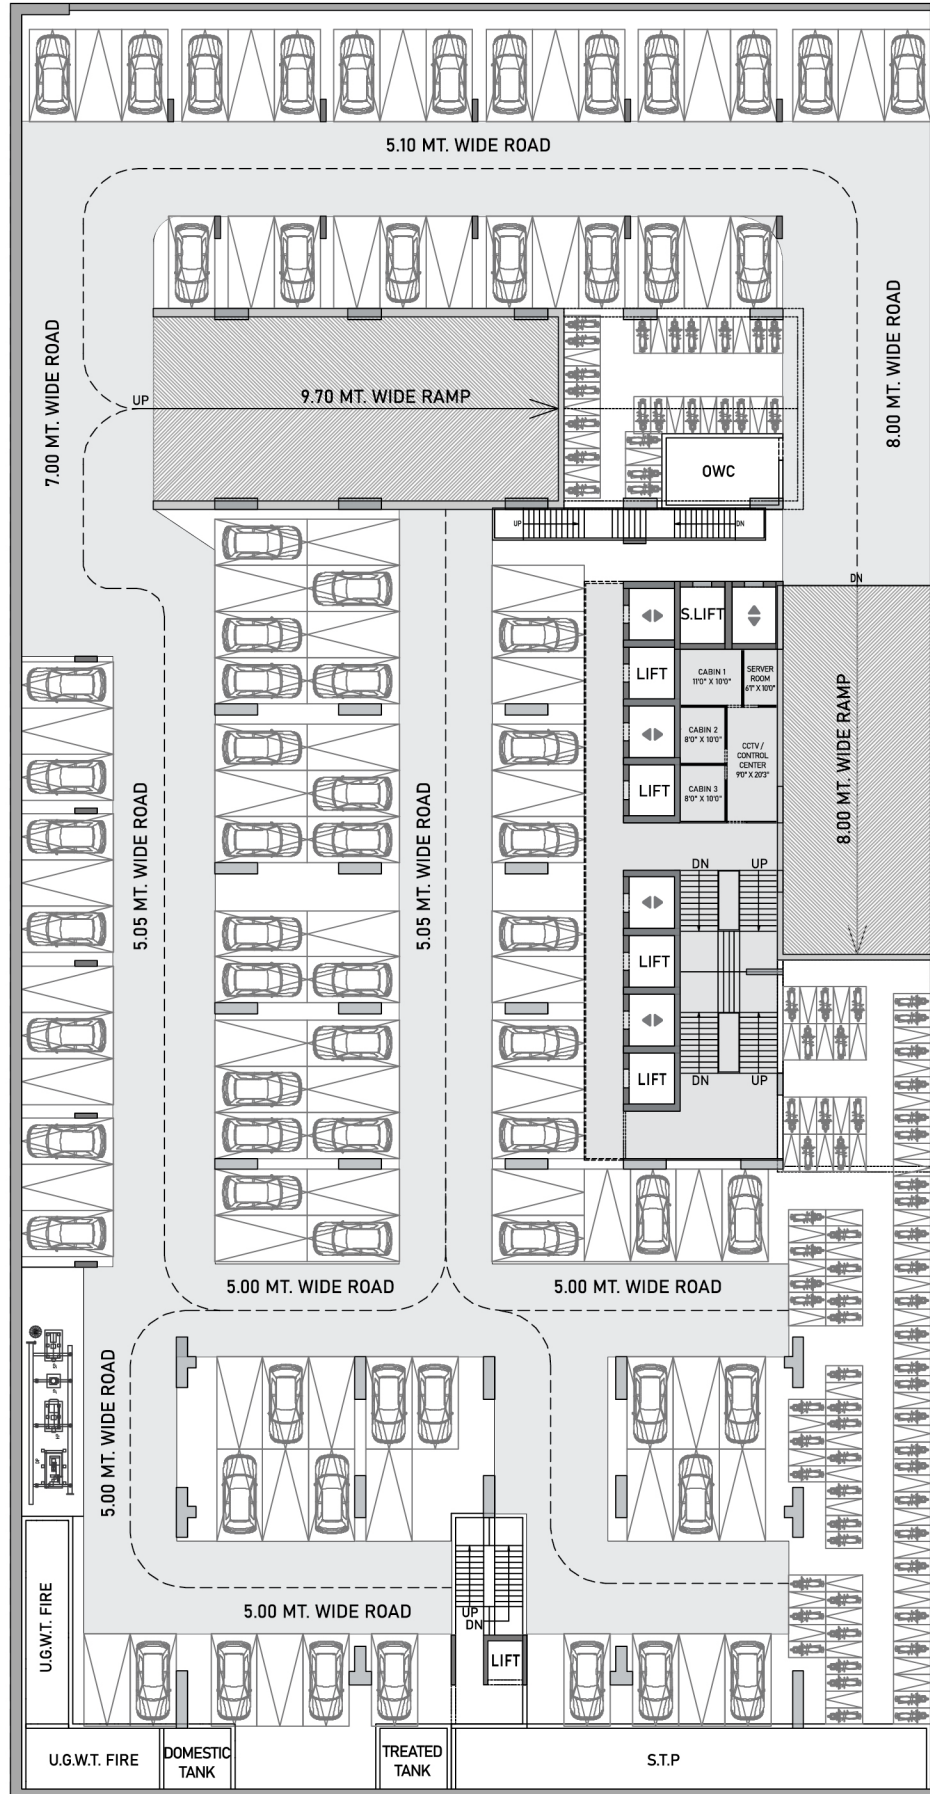 5.10 MT. WIDE ROAD
7.00 MT. WIDE ROAD
8.00 MT. WIDE ROAD
UP
9.70 MT. WIDE RAMP
OWC
UP
DN
DN
S.LIFT
LIFT
CABIN 1
11'0" X 10'0"
SERVER
ROOM
6'1" X 10'0"
CABIN 2
8'0" X 10'0"
CCTV /
CONTROL
CENTER
9'0" X 20'3"
LIFT
CABIN 3
8'0" X 10'0"
8.00 MT. WIDE RAMP
5.05 MT. WIDE ROAD
5.05 MT. WIDE ROAD
DN
UP
LIFT
LIFT
DN
UP
5.00 MT. WIDE ROAD
5.00 MT. WIDE ROAD
5.00 MT. WIDE ROAD
U.G.W.T. FIRE
5.00 MT. WIDE ROAD
UP
DN
LIFT
U.G.W.T. FIRE
DOMESTIC
TANK
TREATED
TANK
S.T.P